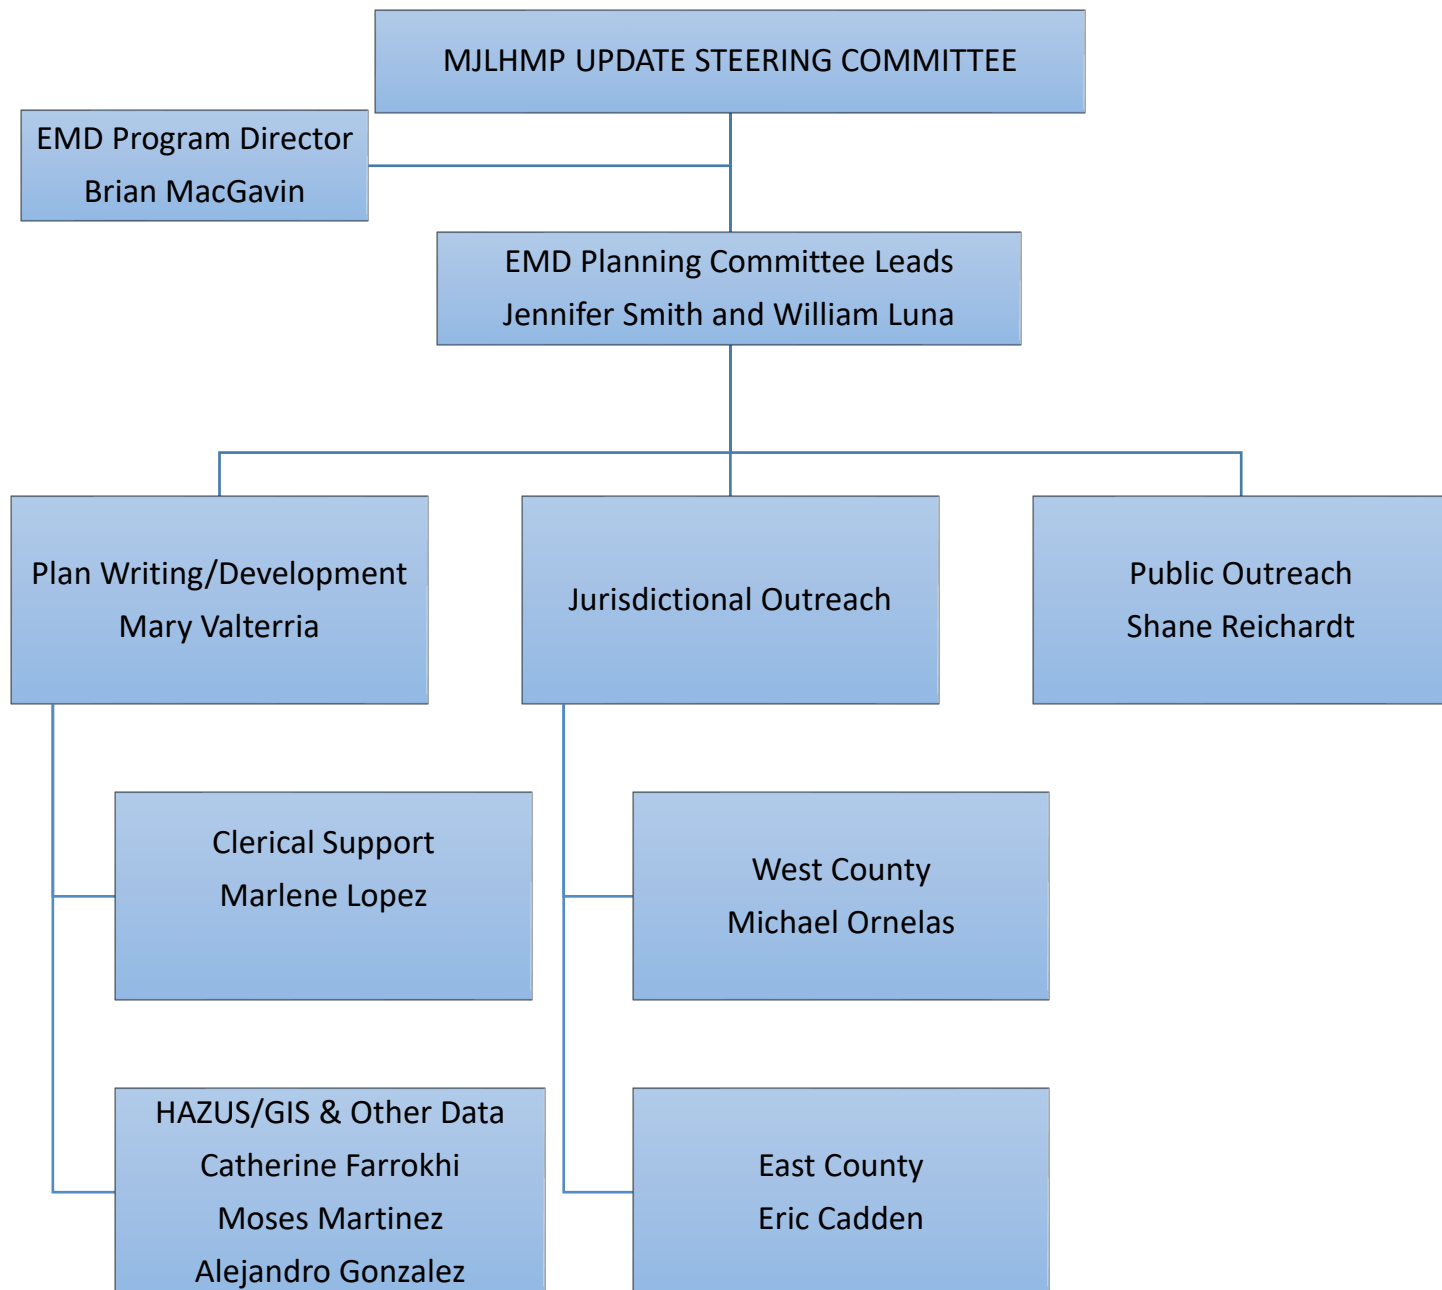 MJLHMP UPDATE STEERING COMMITTEE
EMD Program Director
Brian MacGavin
EMD Planning Committee Leads
Jennifer Smith and William Luna
Plan Writing/Development
Mary Valterria
Jurisdictional Outreach
Public Outreach
Shane Reichardt
Clerical Support
Marlene Lopez
West County
Michael Ornelas
HAZUS/GIS & Other Data
Catherine Farrokhi
Moses Martinez
Alejandro Gonzalez
East County
Eric Cadden